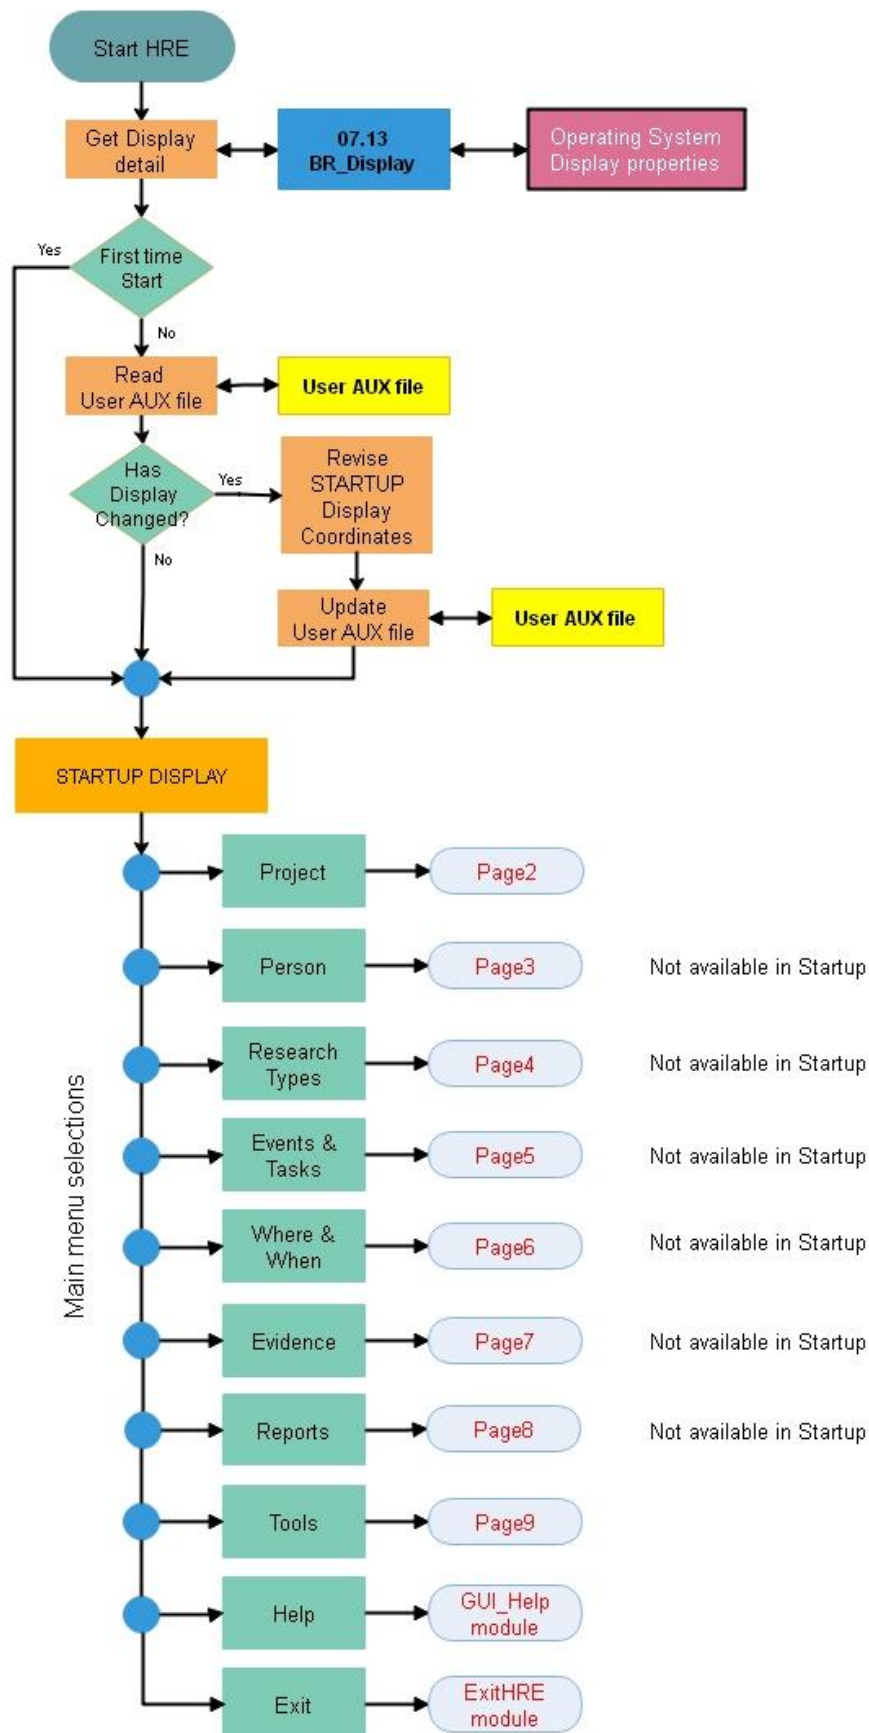 Start HRE
Get Display
detail
07.13
BR_Display
Operating System
Display properties
Yes
First time
Start
No
Read
User AUX file
User AUX file
Has
Display
Changed?
Yes
Revise
STARTUP
Display
Coordinates
No
Update
User AUX file
User AUX file
STARTUP DISPLAY
Main menu selections
Project
Page2
Person
Page3
Not available in Startup
Research
Types
Page4
Not available in Startup
Events &
Tasks
Page5
Not available in Startup
Where &
When
Page6
Not available in Startup
Evidence
Page7
Not available in Startup
Reports
Page8
Not available in Startup
Tools
Page9
Help
GUI_Help
module
Exit
ExitHRE
module